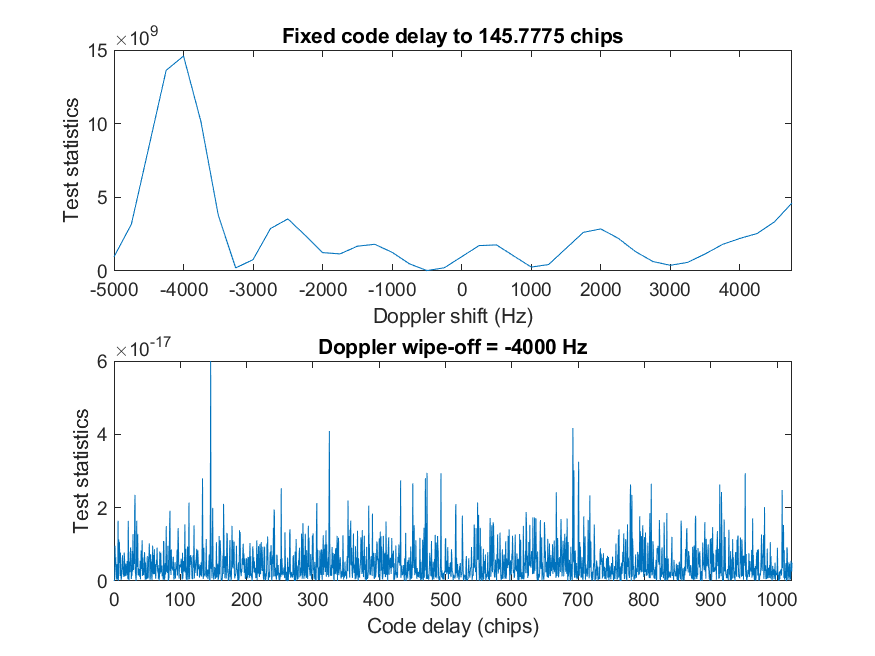 Fixed code delay to 145.7775 chips
×10^9
15
10
5
0
Test statistics
-5000 -4000 -3000 -2000 -1000 0 1000 2000 3000 4000
Doppler shift (Hz)
Doppler wipe-off = -4000 Hz
×10^-17
6
4
2
0
Test statistics
0 100 200 300 400 500 600 700 800 900 1000
Code delay (chips)